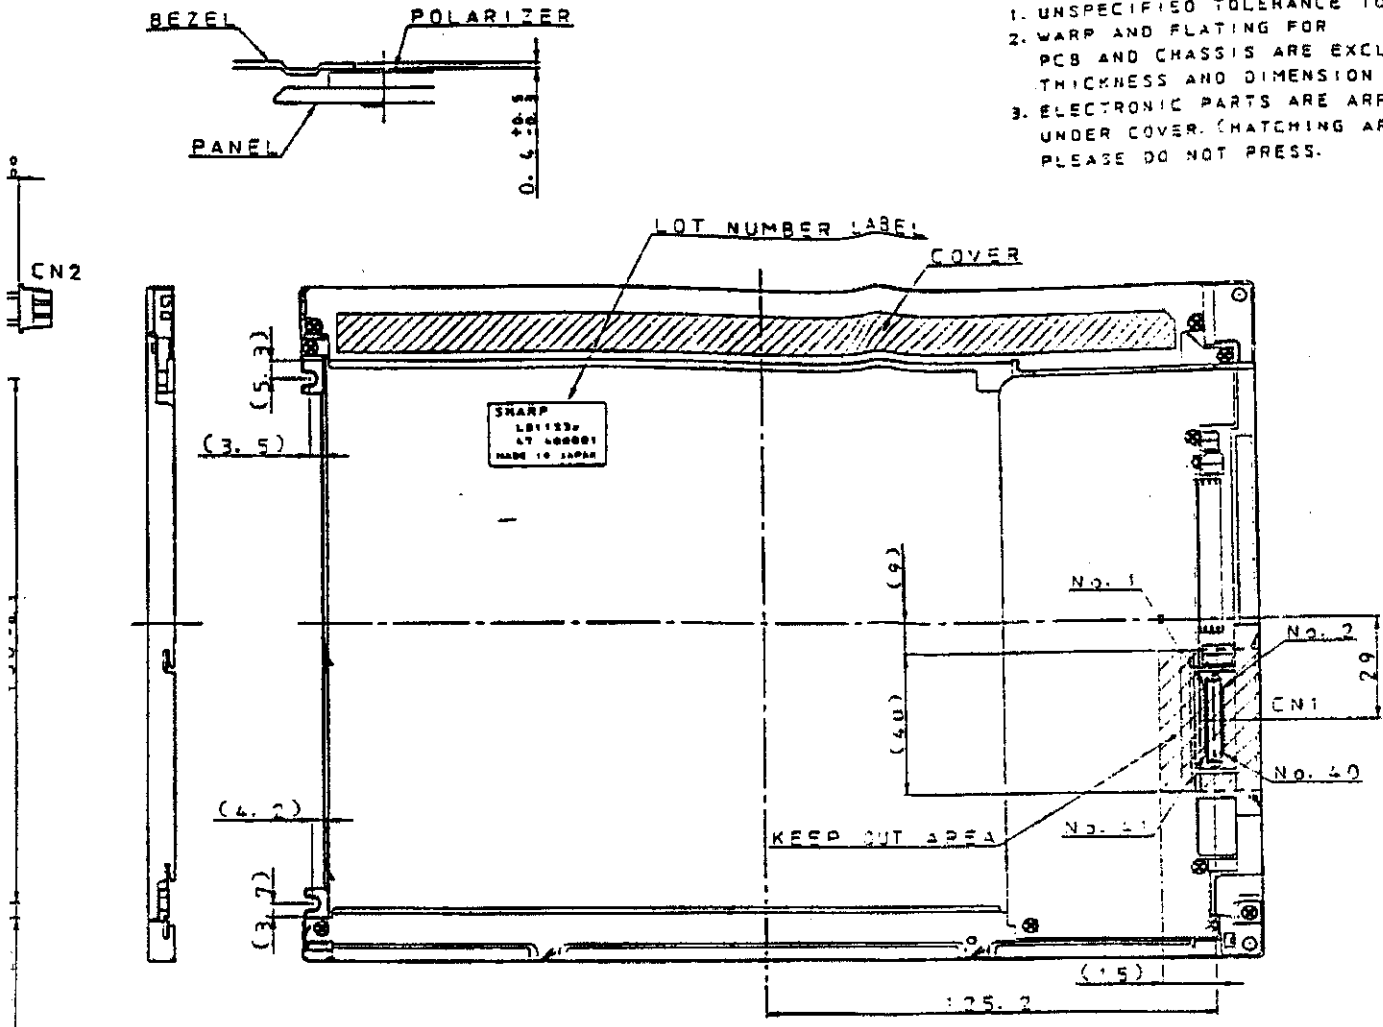 BEZEL
POLARIZER
PANEL
1. UNSPECIFIED TOLERANCE TO
2. WARP AND FLATING FOR
PCB AND CHASSIS ARE EXCL
THICKNESS AND DIMENSION
3. ELECTRONIC PARTS ARE ARR
UNDER COVER. (HATCHING AR
PLEASE DO NOT PRESS.
CN2
LOT NUMBER LABEL
COVER
(5. 3)
(3. 5)
SHARP
MADE IN JAPAN
(9)
No. 1
No. 2
29
CN1
(40)
No. 40
(4. 2)
KEEP OUT AREA
No. 41
(3. 7)
(15)